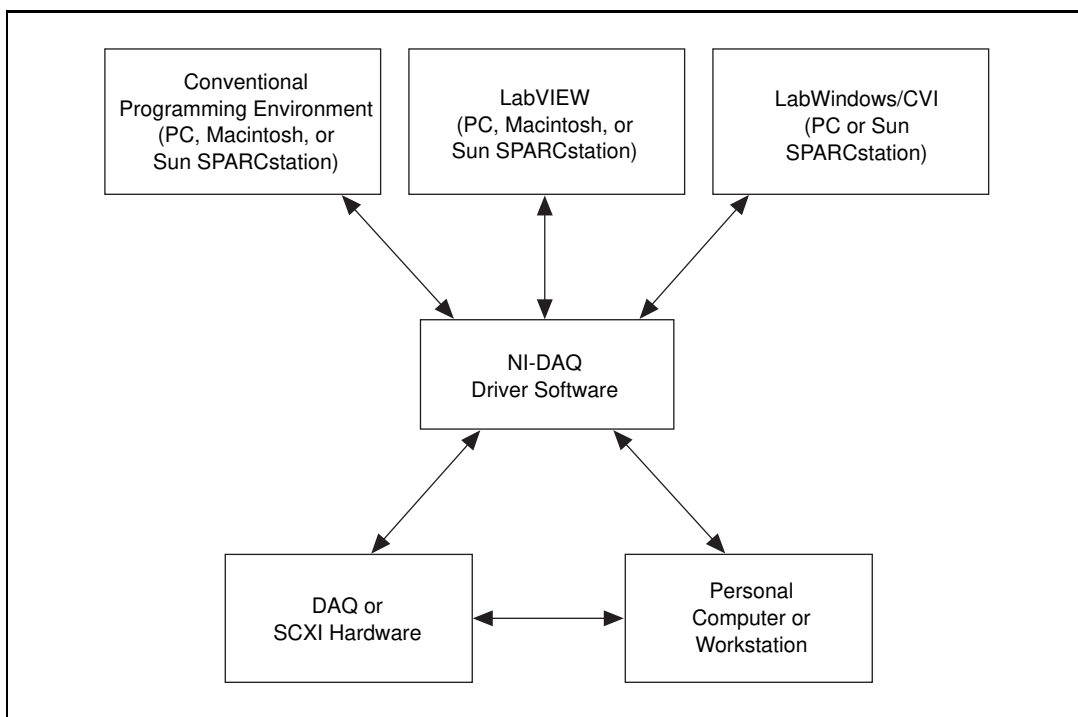 Conventional
Programming Environment
(PC, Macintosh, or
Sun SPARCstation)
LabVIEW
(PC, Macintosh, or
Sun SPARCstation)
LabWindows/CVI
(PC or Sun
SPARCstation)
NI-DAQ
Driver Software
DAQ or
SCXI Hardware
Personal
Computer or
Workstation